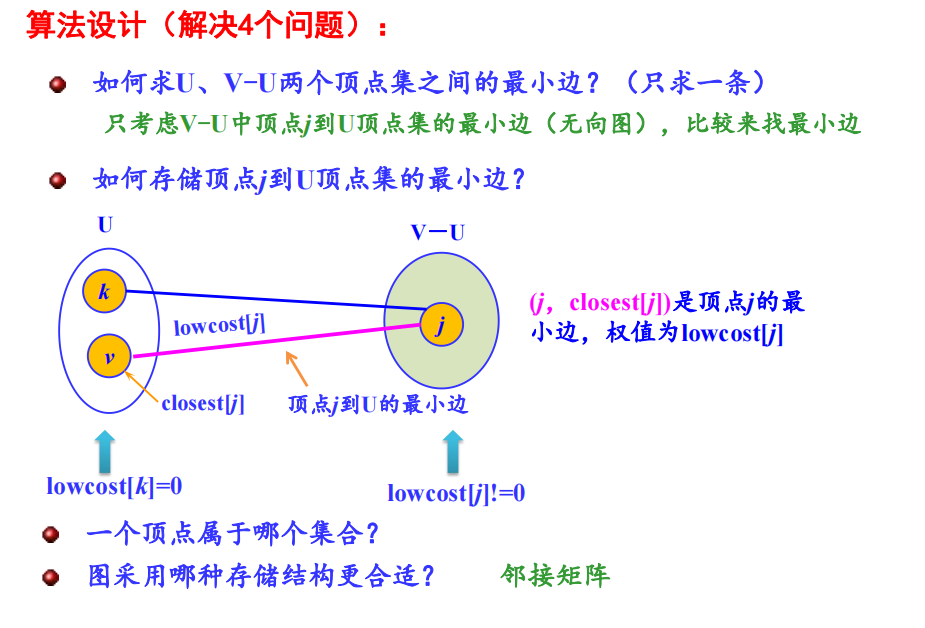 算法设计（解决4个问题）：
如何求U、V-U两个顶点集之间的最小边？（只求一条）
只考虑V-U中顶点j到U顶点集的最小边（无向图），比较来找最小边
如何存储顶点j到U顶点集的最小边？
U
V－U
k
lowcost[j]
j
v
closest[j]
顶点j到U的最小边
(j，closest[j])是顶点j的最
小边，权值为lowcost[j]
lowcost[k]=0
lowcost[j]!=0
一个顶点属于哪个集合？
图采用哪种存储结构更合适？ 邻接矩阵